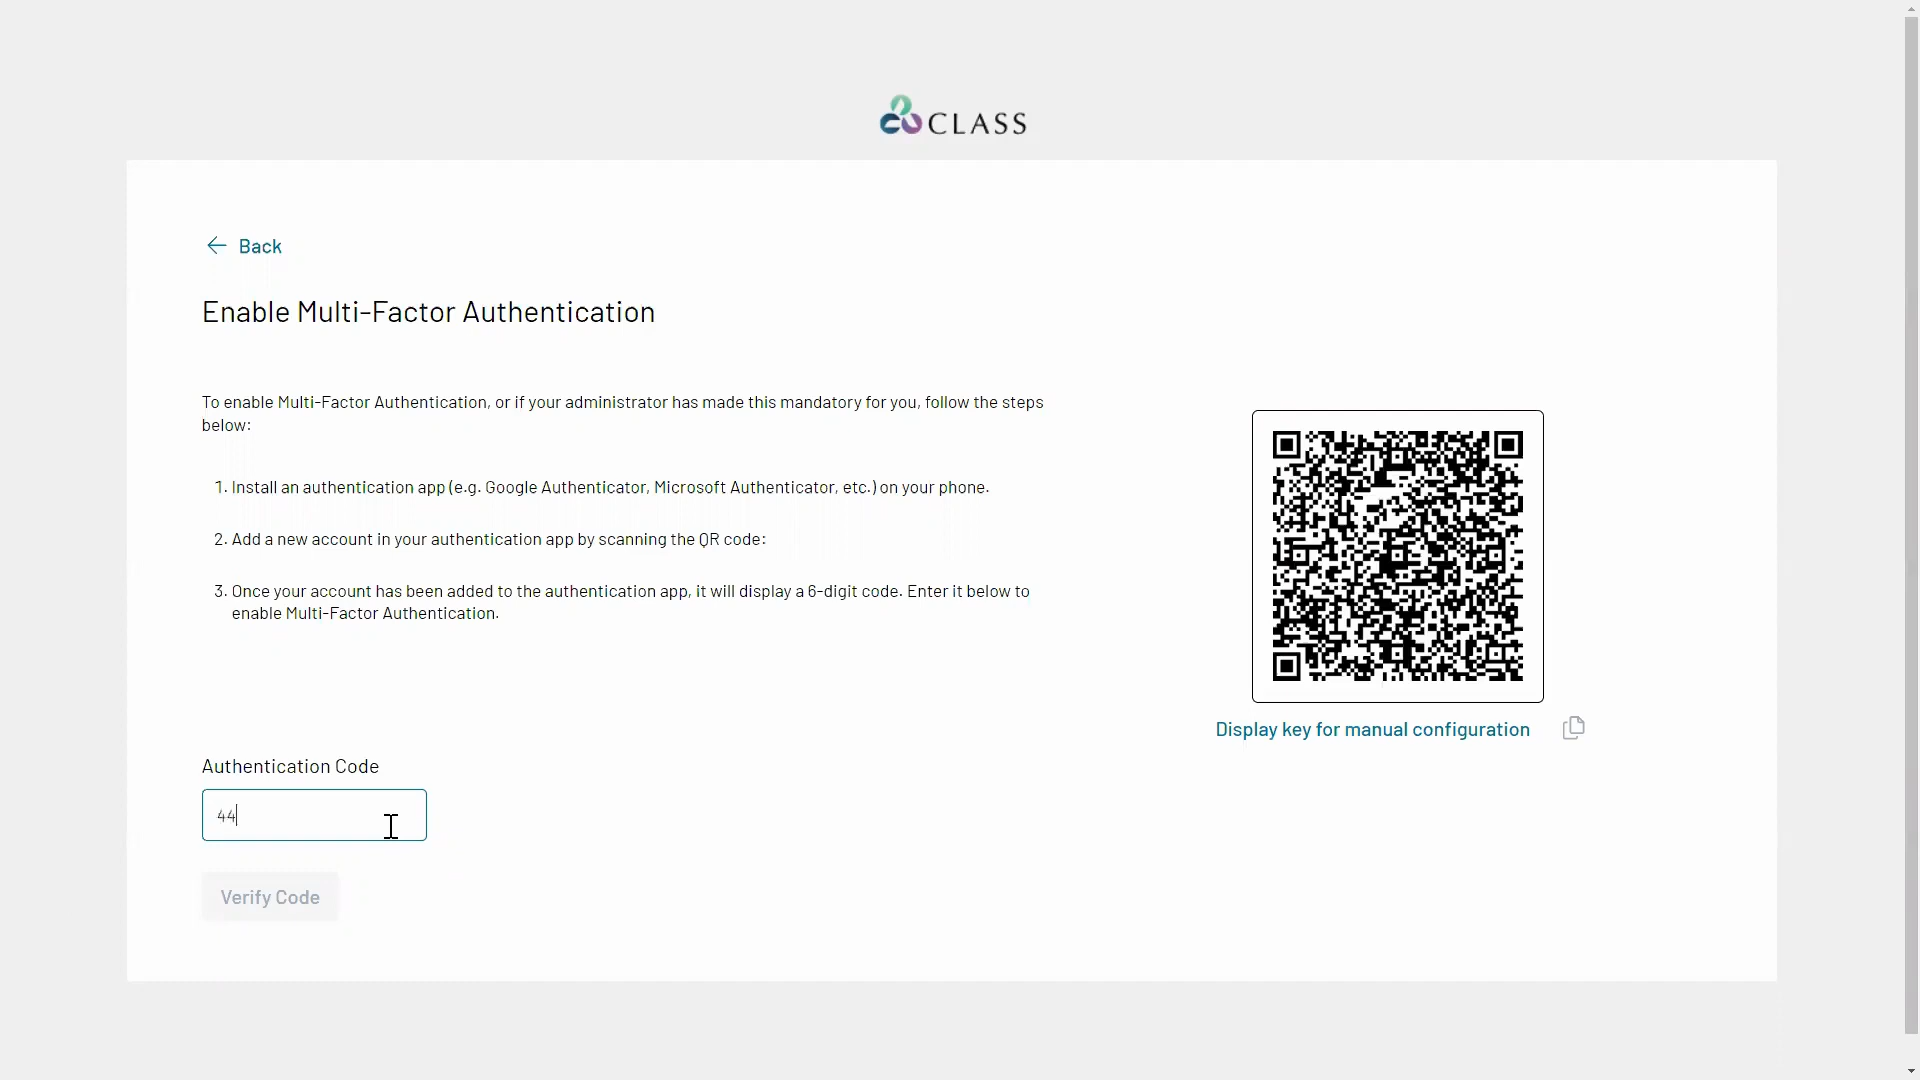 CLASS
Back
Enable Multi-Factor Authentication
To enable Multi-Factor Authentication, or if your administrator has made this mandatory for you, follow the steps
below:
1. Install an authentication app (e.g. Google Authenticator, Microsoft Authenticator, etc.) on your phone.
2. Add a new account in your authentication app by scanning the QR code:
3. Once your account has been added to the authentication app, it will display a 6-digit code. Enter it below to
enable Multi-Factor Authentication.
Display key for manual configuration
Authentication Code
44
Verify Code